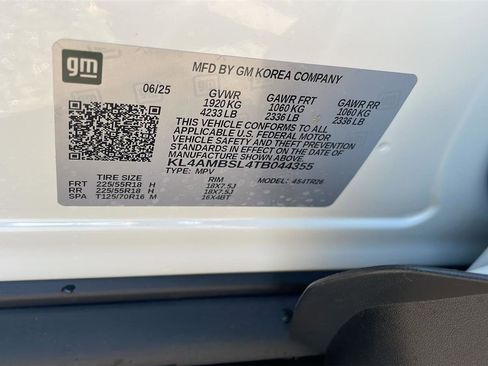 gm
MFD BY GM KOREA COMPANY
06/25 GVWR GAWR FRT GAWR RR
1920 KG 1060 KG 1060 KG
4233 LB 2336 LB 2336 LB
THIS VEHICLE CONFORMS TO ALL
APPLICABLE U.S. FEDERAL MOTOR
VEHICLE SAFETY AND THEFT PREVENTION
STANDARDS IN EFFECT ON THE DATE OF
MANUFACTURE SHOWN ABOVE.
KL4AMBSL4TB044355
TYPE: MPV MODEL: 4S4TR26
TIRE SIZE RIM
FRT 225/55R18 H 18X7.5J
RR 225/55R18 H 18X7.5J
SPA T125/70R16 M 16X4BT